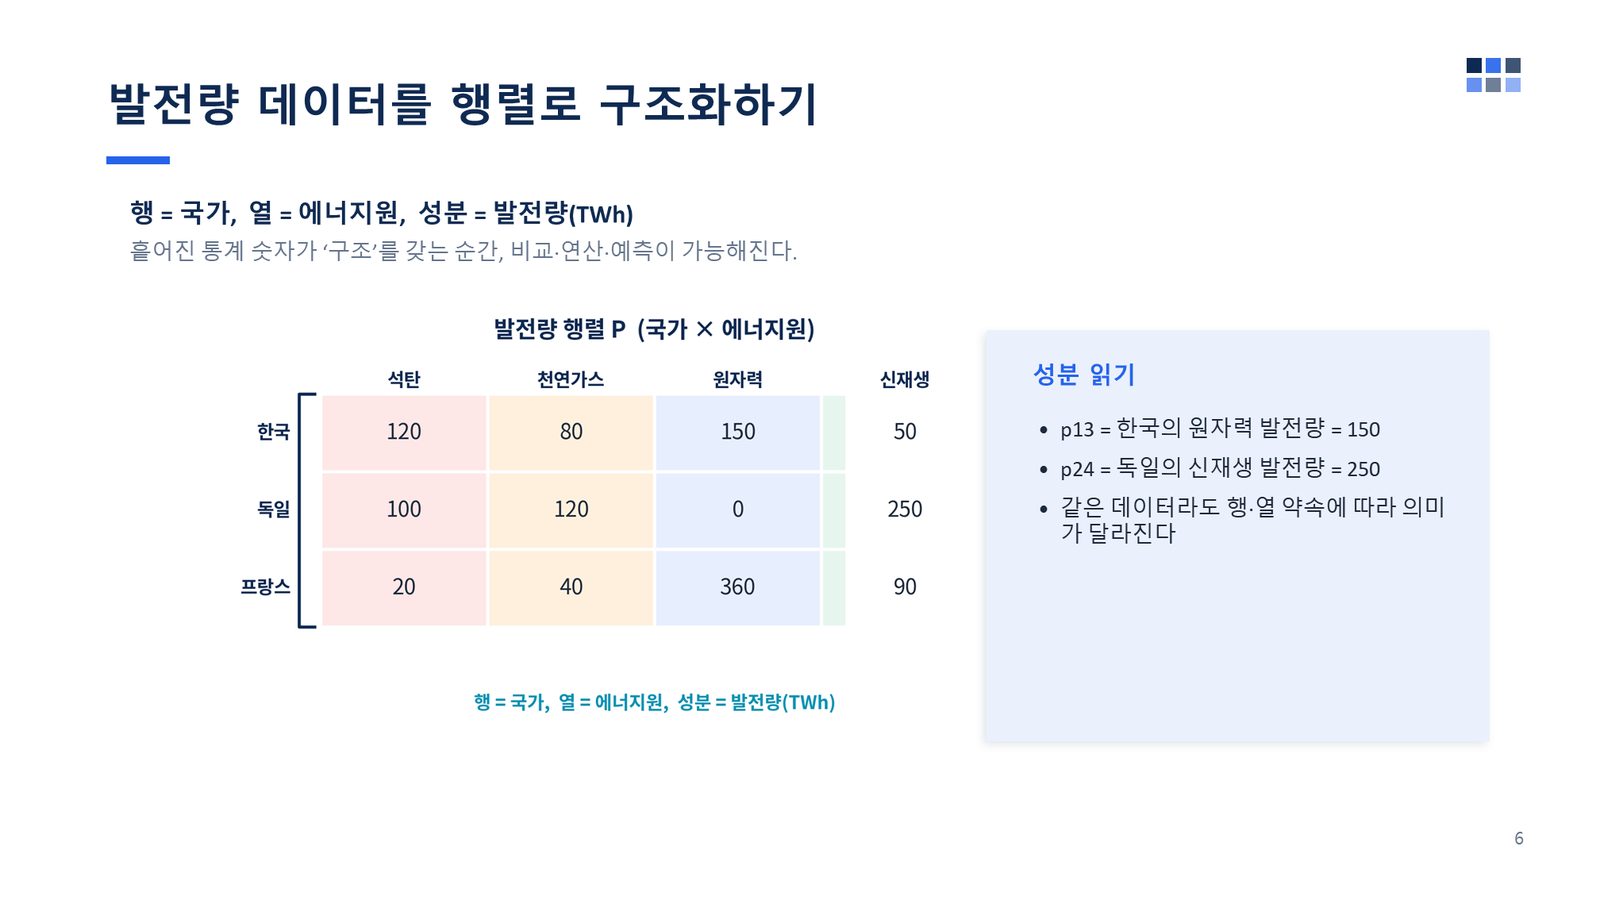 발전량 데이터를 행렬로 구조화하기
행 = 국가, 열 = 에너지원, 성분 = 발전량(TWh)
흩어진 통계 숫자가 ‘구조’를 갖는 순간, 비교·연산·예측이 가능해진다.
발전량 행렬 P (국가 × 에너지원)
석탄 천연가스 원자력 신재생
한국 120 80 150 50
독일 100 120 0 250
프랑스 20 40 360 90
행 = 국가, 열 = 에너지원, 성분 = 발전량(TWh)
성분 읽기
• p13 = 한국의 원자력 발전량 = 150
• p24 = 독일의 신재생 발전량 = 250
• 같은 데이터라도 행·열 약속에 따라 의미
가 달라진다
6